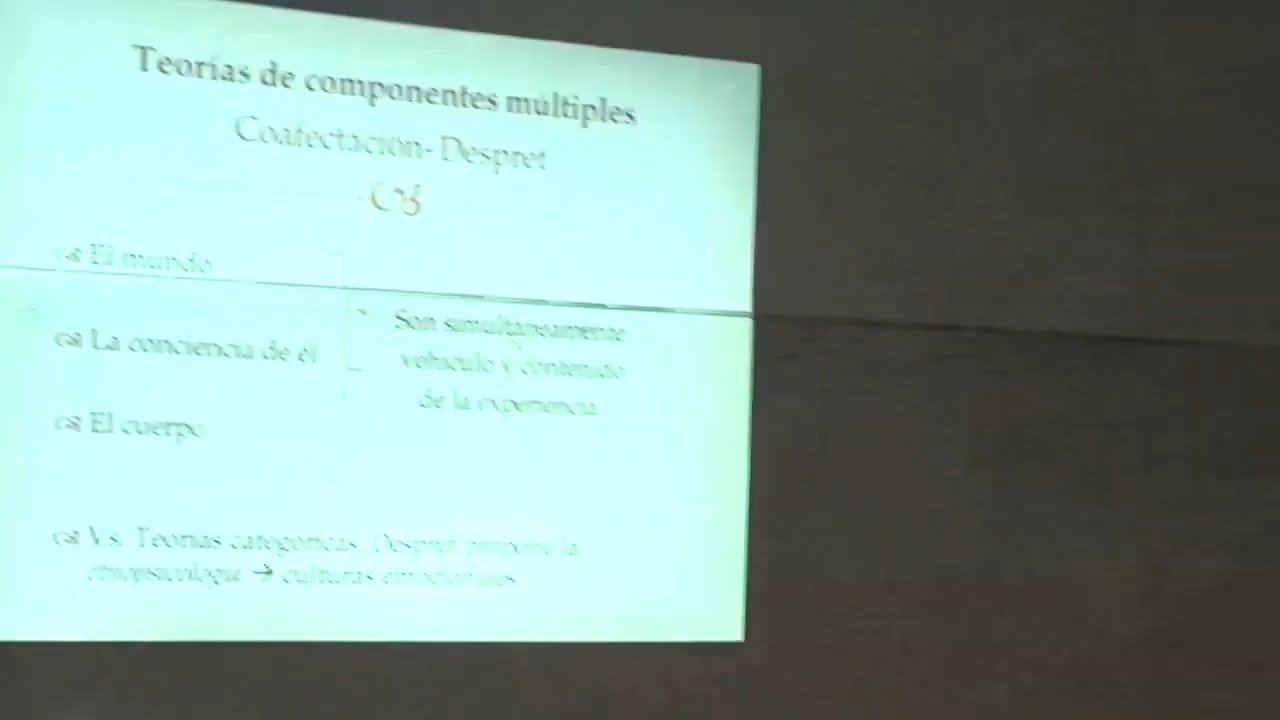 Teorías de componentes múltiples
Coafectación- Despret
El mundo
Son simultáneamente
La conciencia de él
vehículo y contenido
de la experiencia
El cuerpo
Vs. Teorías categóricas. Despret propone la
etnopsicología → culturas emocionales